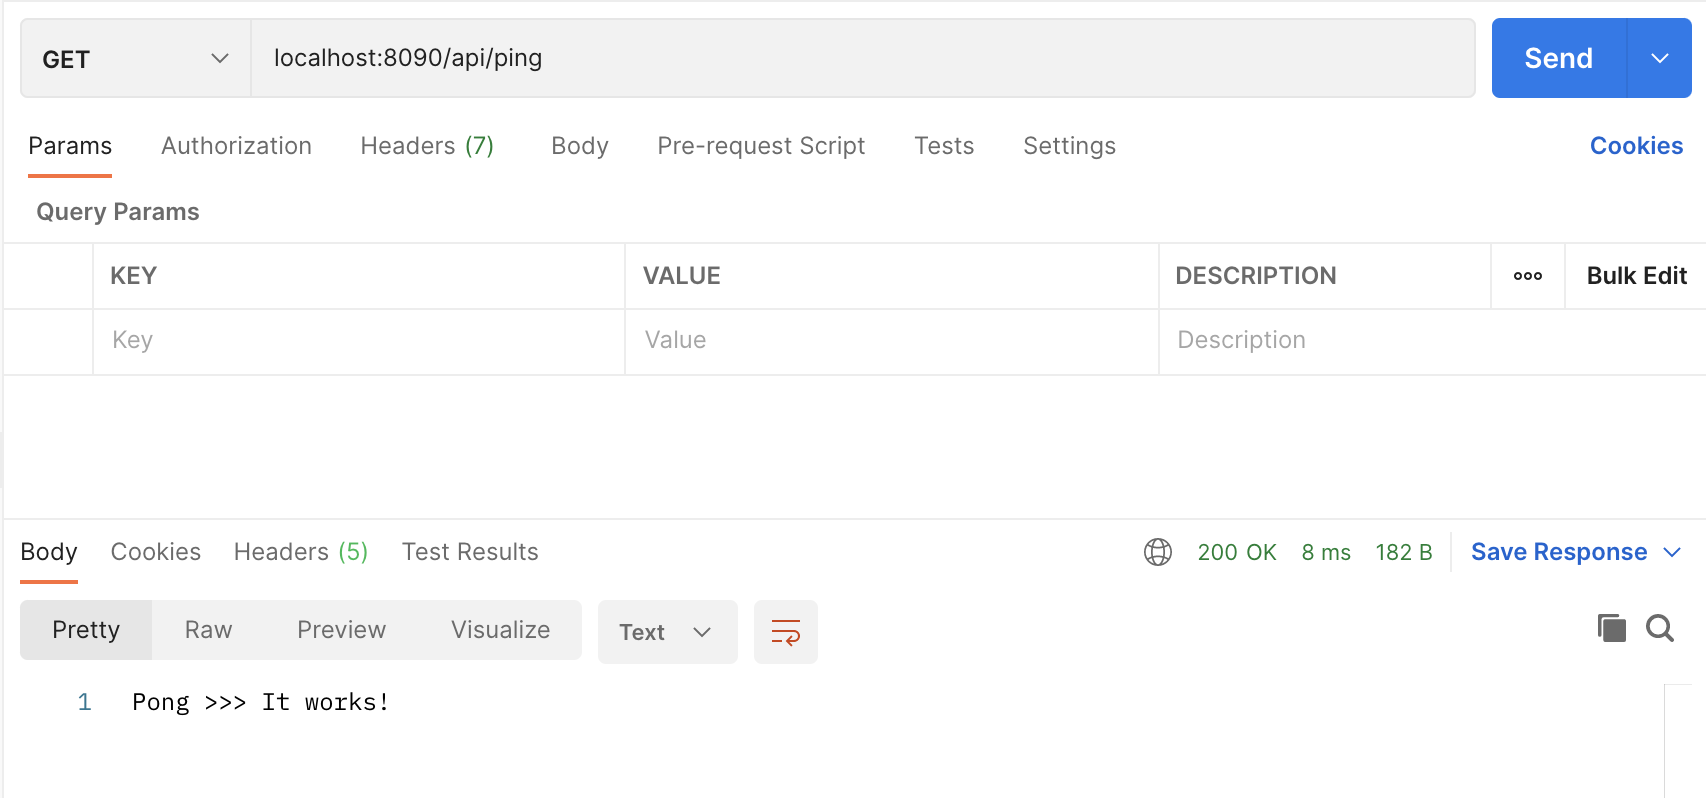 GET localhost:8090/api/ping Send
Params Authorization Headers (7) Body Pre-request Script Tests Settings Cookies
Query Params
KEY VALUE DESCRIPTION ooo Bulk Edit
Key Value Description
Body Cookies Headers (5) Test Results 200 OK 8 ms 182 B Save Response
Pretty Raw Preview Visualize Text
1 Pong >>> It works!